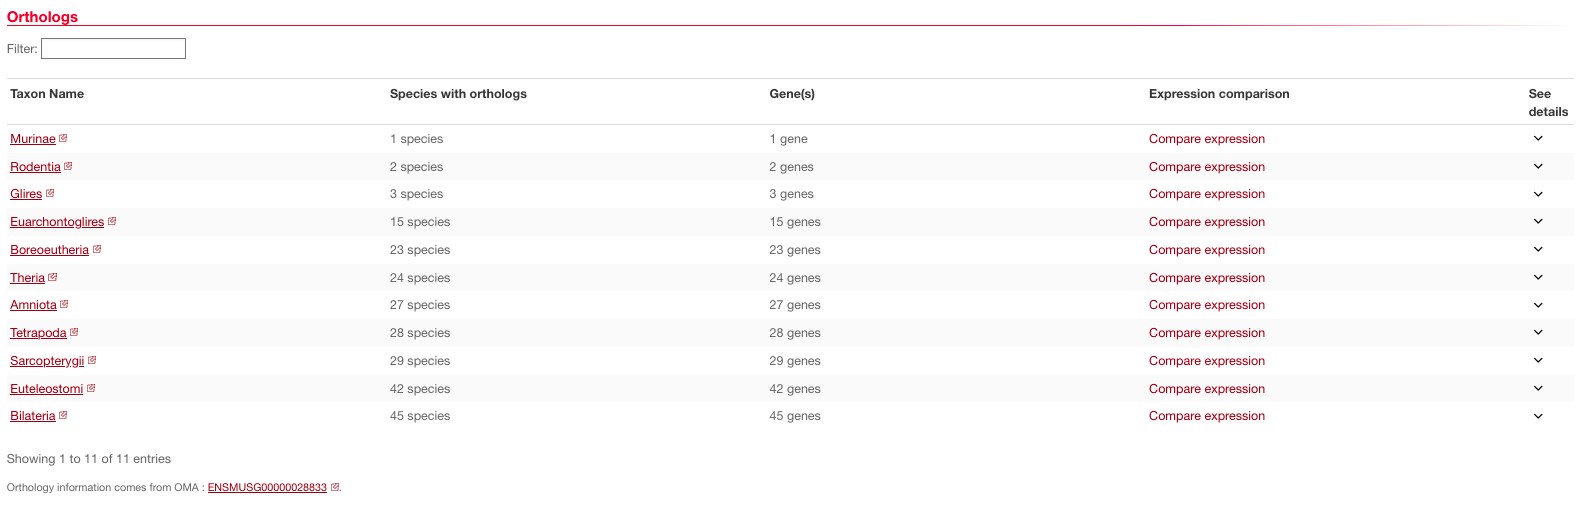 Orthologs
Filter:
Taxon Name Species with orthologs Gene(s) Expression comparison See details
Murinae 1 species 1 gene Compare expression
Rodentia 2 species 2 genes Compare expression
Glires 3 species 3 genes Compare expression
Euarchontoglires 15 species 15 genes Compare expression
Boreoeutheria 23 species 23 genes Compare expression
Theria 24 species 24 genes Compare expression
Amniota 27 species 27 genes Compare expression
Tetrapoda 28 species 28 genes Compare expression
Sarcopterygii 29 species 29 genes Compare expression
Euteleostomi 42 species 42 genes Compare expression
Bilateria 45 species 45 genes Compare expression
Showing 1 to 11 of 11 entries
Orthology information comes from OMA : ENSMUSG00000028833.